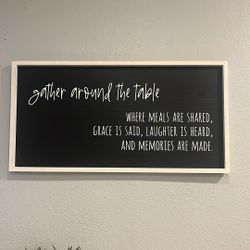 gather around the table
WHERE MEALS ARE SHARED,
GRACE IS SAID, LAUGHTER IS HEARD,
AND MEMORIES ARE MADE.